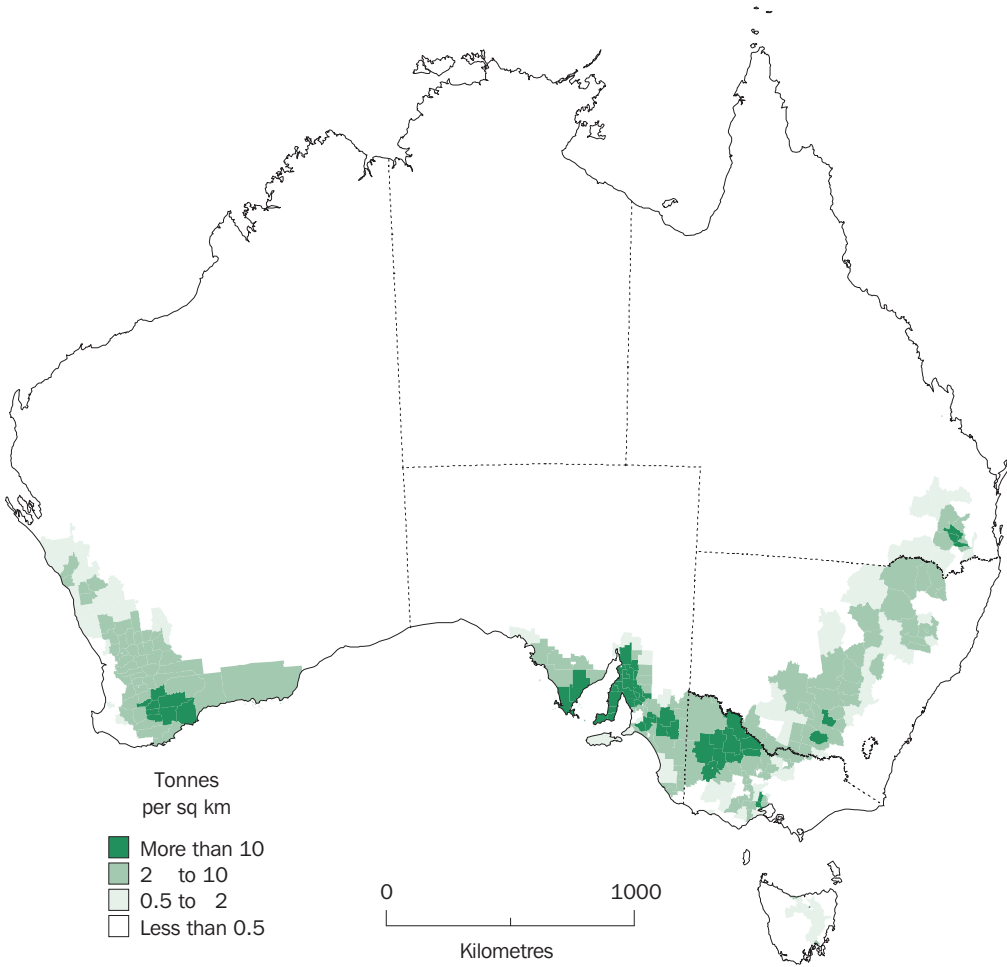 Tonnes
per sq km
More than 10
2 to 10
0.5 to 2
Less than 0.5
0 1000
Kilometres